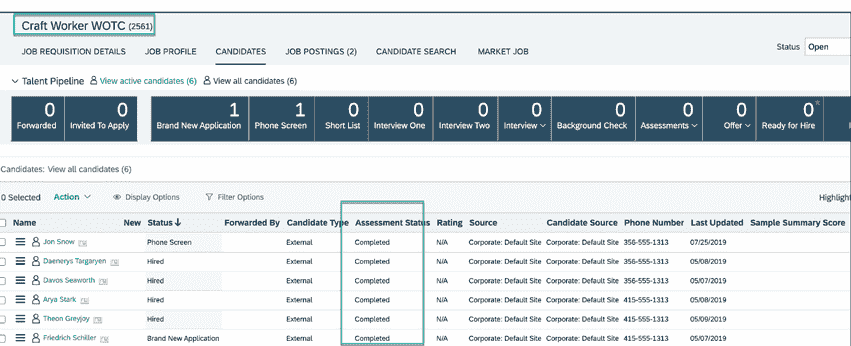 Craft Worker WOTC (2561)
JOB REQUISITION DETAILS JOB PROFILE CANDIDATES JOB POSTINGS (2) CANDIDATE SEARCH MARKET JOB
Status Open
Talent Pipeline View active candidates (6) View all candidates (6)
0 0 1 1 0 0 0 0 0 0 0 0
Forwarded Invited To Apply Brand New Application Phone Screen Short List Interview One Interview Two Interview Background Check Assessments Offer Ready for Hire
Candidates: View all candidates (6)
0 Selected Action Display Options Filter Options Highlight
Name New Status Forwarded By Candidate Type Assessment Status Rating Source Candidate Source Phone Number Last Updated Sample Summary Score
Jon Snow Phone Screen External Completed N/A Corporate: Default Site Corporate: Default Site 356-555-1313 07/25/2019
Daenerys Targaryen Hired External Completed N/A Corporate: Default Site Corporate: Default Site 356-555-1313 05/08/2019
Davos Seaworth Hired External Completed N/A Corporate: Default Site Corporate: Default Site 356-555-1313 05/07/2019
Arya Stark Hired External Completed N/A Corporate: Default Site Corporate: Default Site 415-555-1313 05/08/2019
Theon Greyjoy Hired External Completed N/A Corporate: Default Site Corporate: Default Site 415-555-1313 05/09/2019
Friedrich Schiller Brand New Application External Completed N/A Corporate: Default Site Corporate: Default Site 415-555-1313 05/07/2019